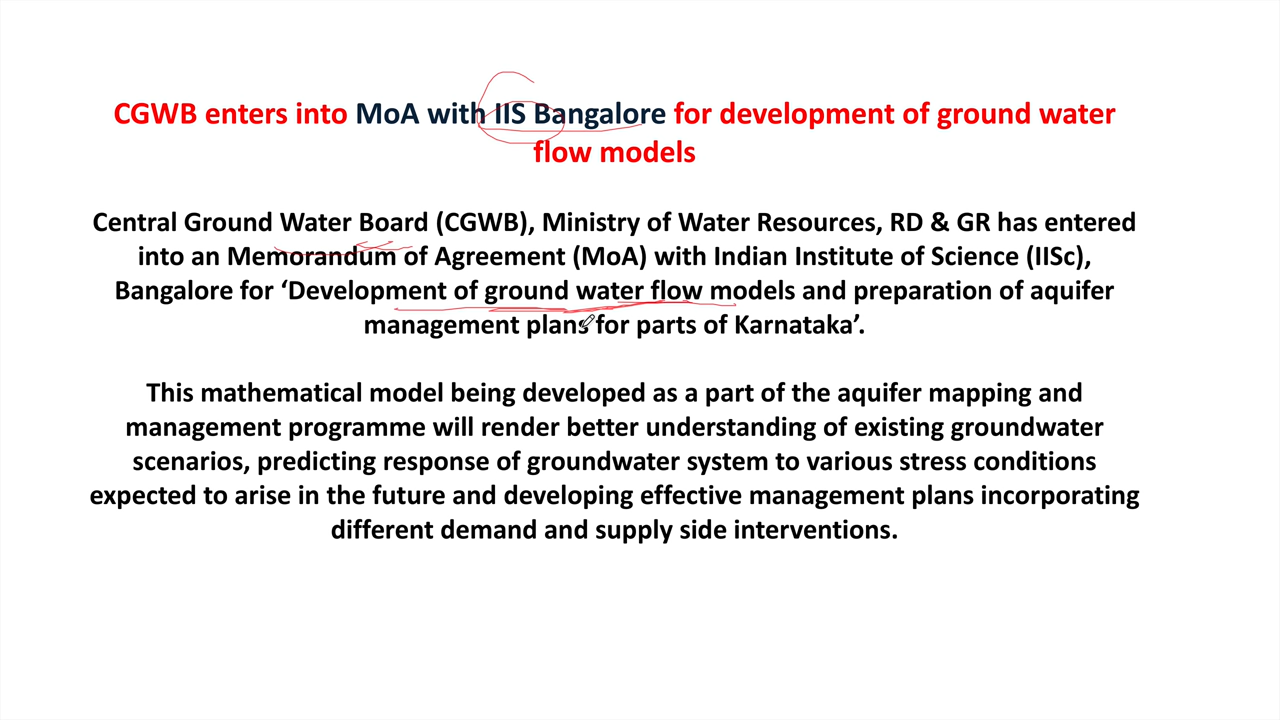 CGWB enters into MoA with IIS Bangalore for development of ground water
flow models
Central Ground Water Board (CGWB), Ministry of Water Resources, RD & GR has entered
into an Memorandum of Agreement (MoA) with Indian Institute of Science (IISc),
Bangalore for ‘Development of ground water flow models and preparation of aquifer
management plans for parts of Karnataka’.
This mathematical model being developed as a part of the aquifer mapping and
management programme will render better understanding of existing groundwater
scenarios, predicting response of groundwater system to various stress conditions
expected to arise in the future and developing effective management plans incorporating
different demand and supply side interventions.